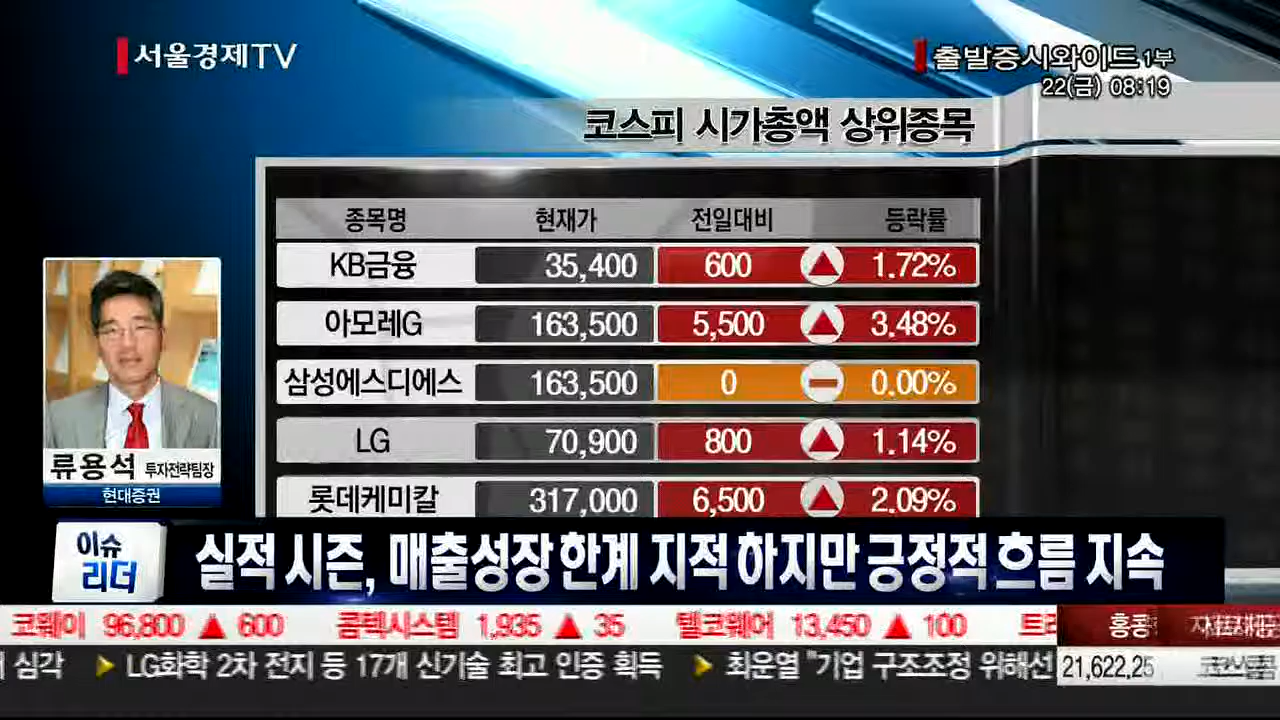 서울경제TV
출발증시와이드 1부
22(금) 08:19
코스피 시가총액 상위종목
종목명 현재가 전일대비 등락률
KB금융 35,400 600 ▲ 1.72%
아모레G 163,500 5,500 ▲ 3.48%
삼성에스디에스 163,500 0 － 0.00%
LG 70,900 800 ▲ 1.14%
롯데케미칼 317,000 6,500 ▲ 2.09%
류용석 투자전략팀장
현대증권
이슈
리더
실적 시즌, 매출성장 한계 지적 하지만 긍정적 흐름 지속
코웨이 96,800 ▲ 600 콤텍시스템 1,935 ▲ 35 텔코웨어 13,450 ▲ 100 트 홍콩
심각 ▶ LG화학 2차 전지 등 17개 신기술 최고 인증 획득 ▶ 최운열 "기업 구조조정 위해선 21,622.25